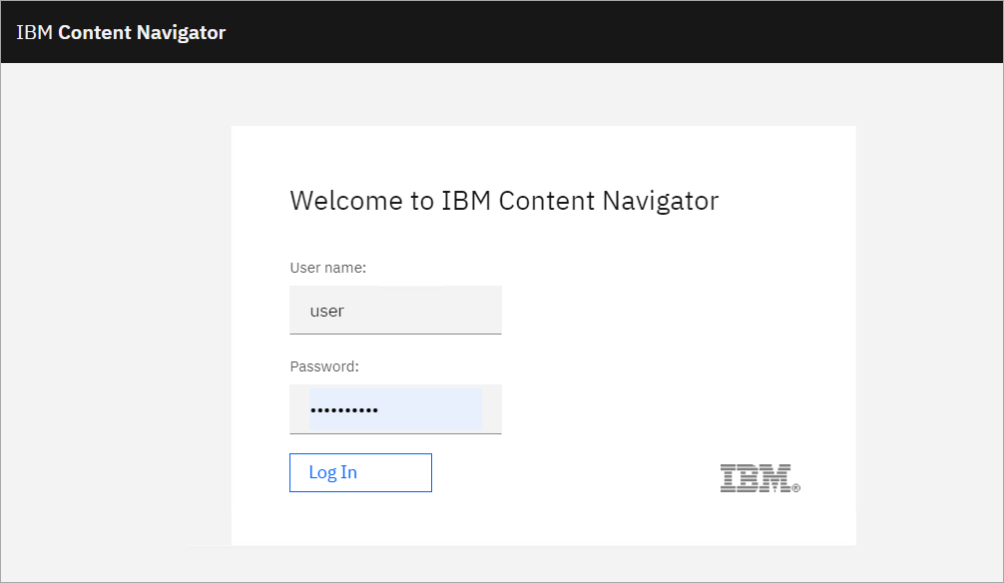 IBM Content Navigator
Welcome to IBM Content Navigator
User name:
user
Password:
••••••••••
Log In
IBM®